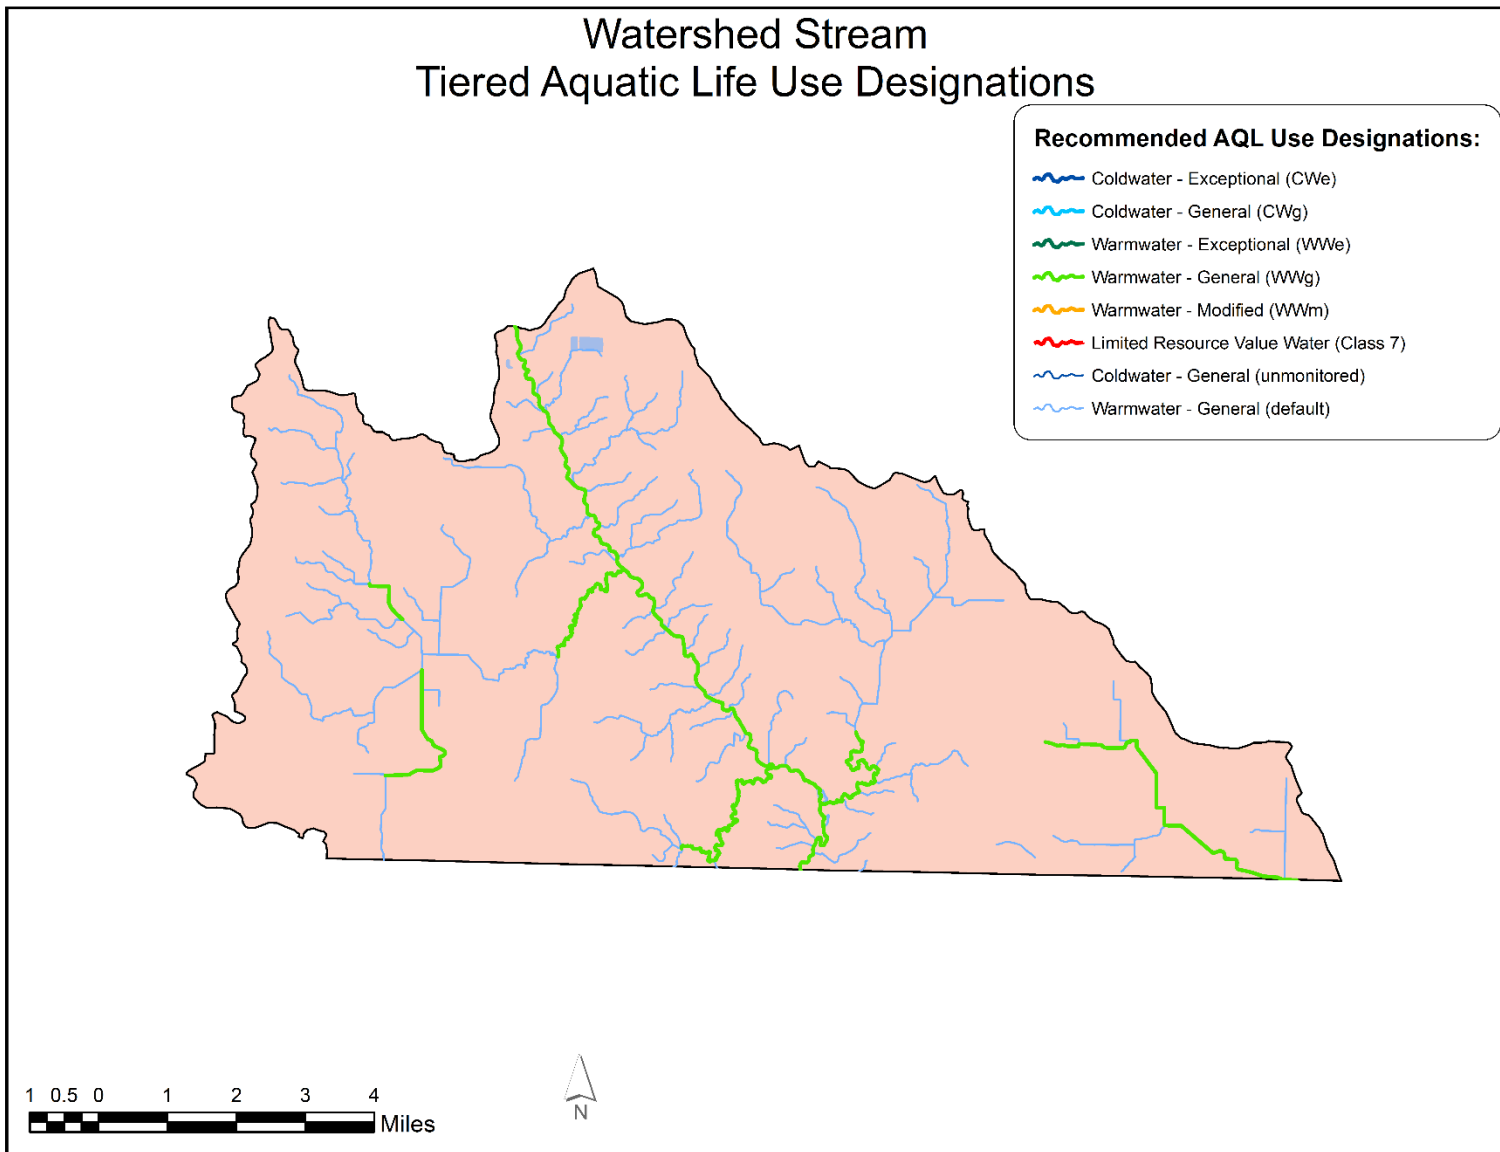 Watershed Stream
Tiered Aquatic Life Use Designations
Recommended AQL Use Designations:
Coldwater - Exceptional (CWe)
Coldwater - General (CWg)
Warmwater - Exceptional (WWe)
Warmwater - General (WWg)
Warmwater - Modified (WWm)
Limited Resource Value Water (Class 7)
Coldwater - General (unmonitored)
Warmwater - General (default)
1 0.5 0 1 2 3 4
Miles
N